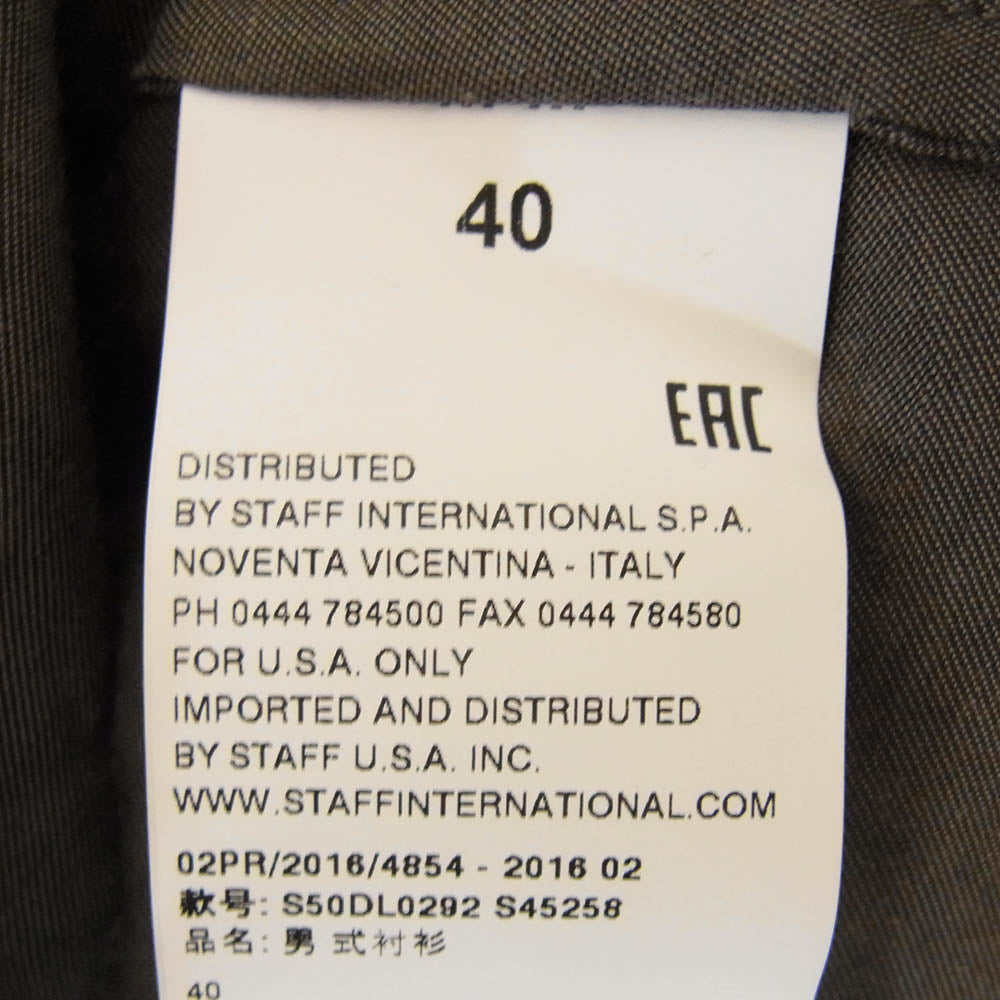 40
EAC
DISTRIBUTED
BY STAFF INTERNATIONAL S.P.A.
NOVENTA VICENTINA - ITALY
PH 0444 784500 FAX 0444 784580
FOR U.S.A. ONLY
IMPORTED AND DISTRIBUTED
BY STAFF U.S.A. INC.
WWW.STAFFINTERNATIONAL.COM
02PR/2016/4854 - 2016 02
款号: S50DL0292 S45258
品名: 男式衬衫
40